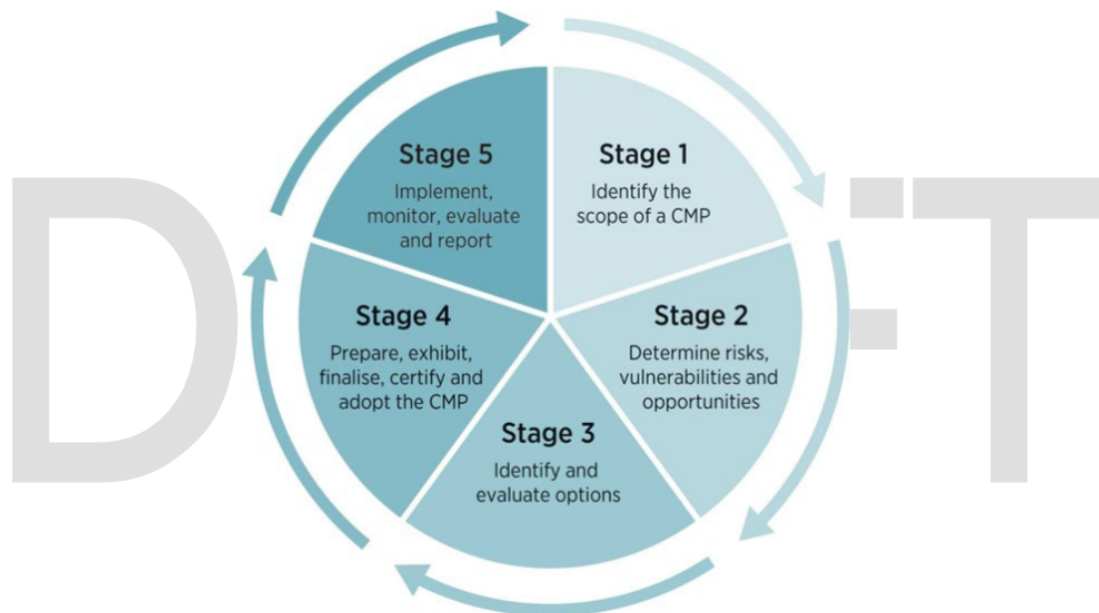 Stage 1
Identify the
scope of a CMP
Stage 2
Determine risks,
vulnerabilities and
opportunities
Stage 3
Identify and
evaluate options
Stage 4
Prepare, exhibit,
finalise, certify and
adopt the CMP
Stage 5
Implement,
monitor, evaluate
and report